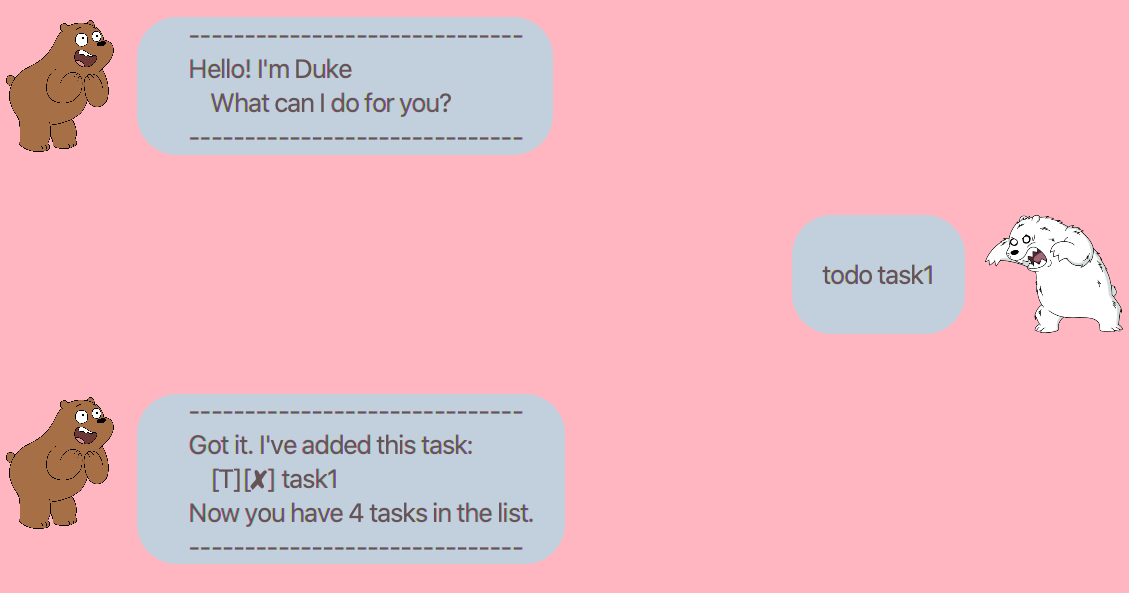 ------------------------------
Hello! I'm Duke
What can I do for you?
------------------------------
todo task1
------------------------------
Got it. I've added this task:
[T][✘] task1
Now you have 4 tasks in the list.
------------------------------